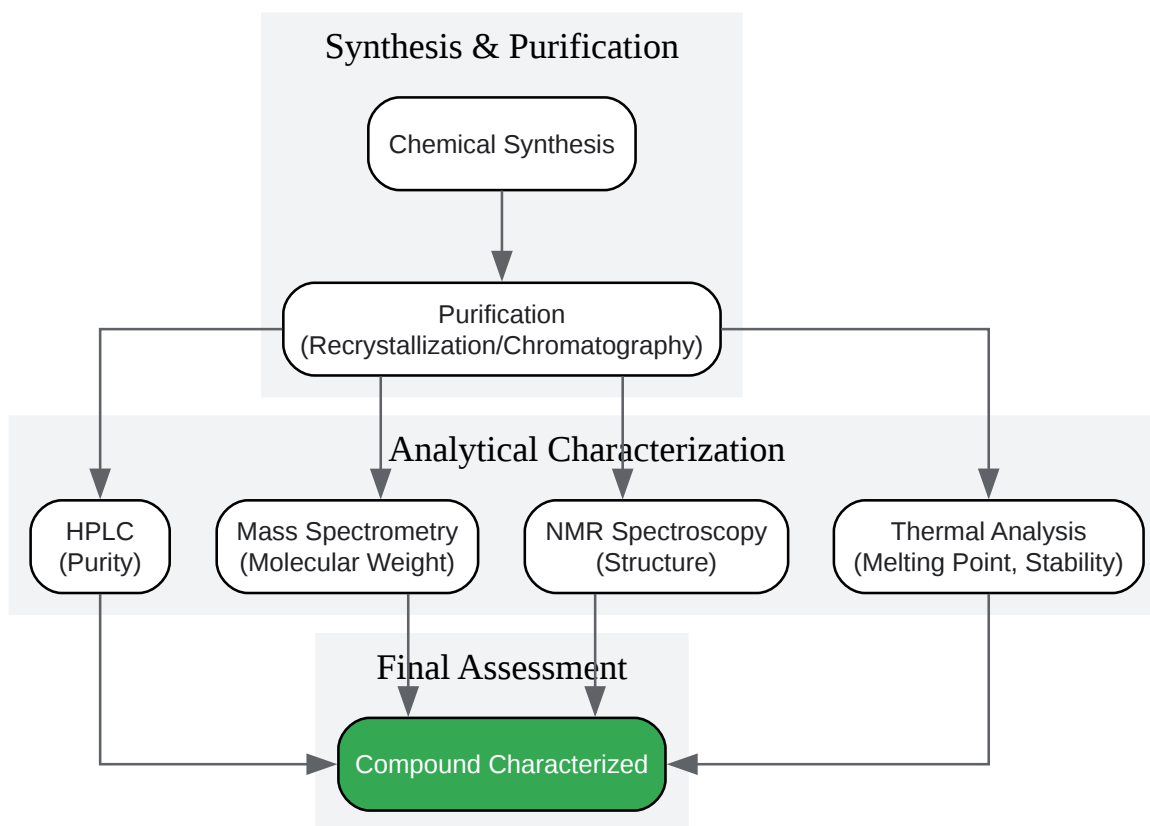 Synthesis & Purification
Chemical Synthesis
Purification
(Recrystallization/Chromatography)
Analytical Characterization
HPLC
(Purity)
Mass Spectrometry
(Molecular Weight)
NMR Spectroscopy
(Structure)
Thermal Analysis
(Melting Point, Stability)
Final Assessment
Compound Characterized